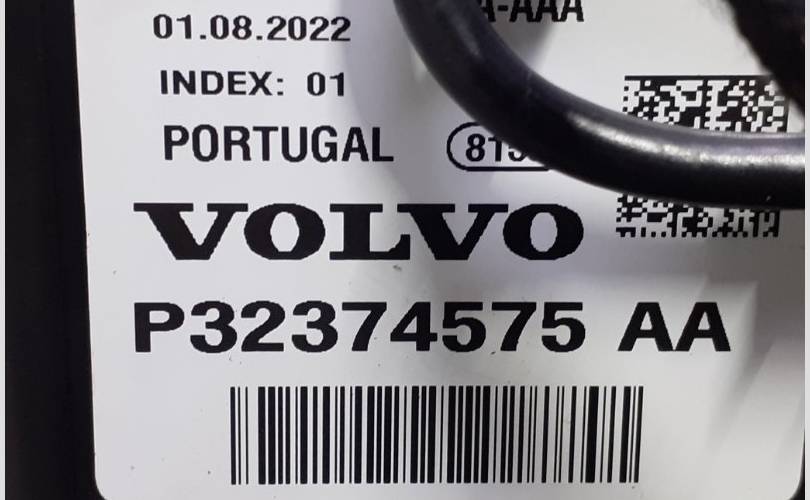 01.08.2022
INDEX: 01
PORTUGAL
VOLVO
P32374575 AA